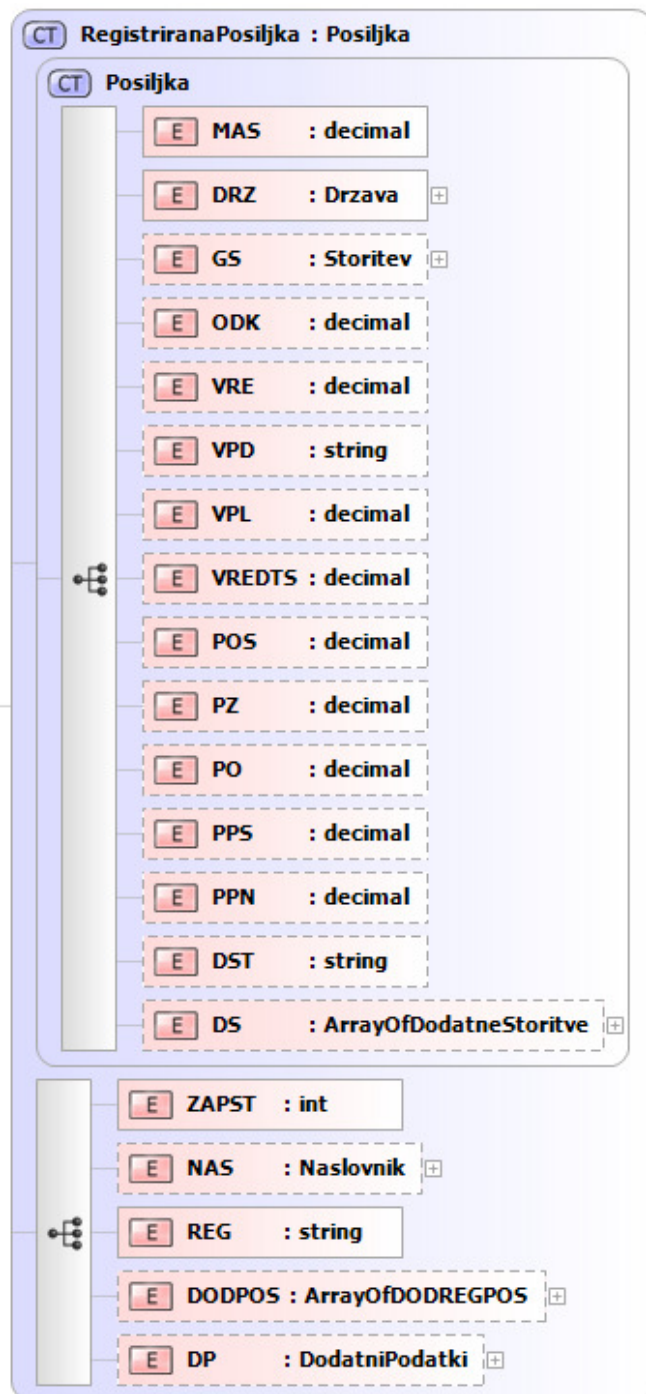 CT RegistriranaPosiljka : Posiljka
CT Posiljka
E MAS : decimal
E DRZ : Drzava
E GS : Storitev
E ODK : decimal
E VRE : decimal
E VPD : string
E VPL : decimal
E VREDTS : decimal
E POS : decimal
E PZ : decimal
E PO : decimal
E PPS : decimal
E PPN : decimal
E DST : string
E DS : ArrayOfDodatneStoritve
E ZAPST : int
E NAS : Naslovnik
E REG : string
E DODPOS : ArrayOfDODREGPOS
E DP : DodatniPodatki